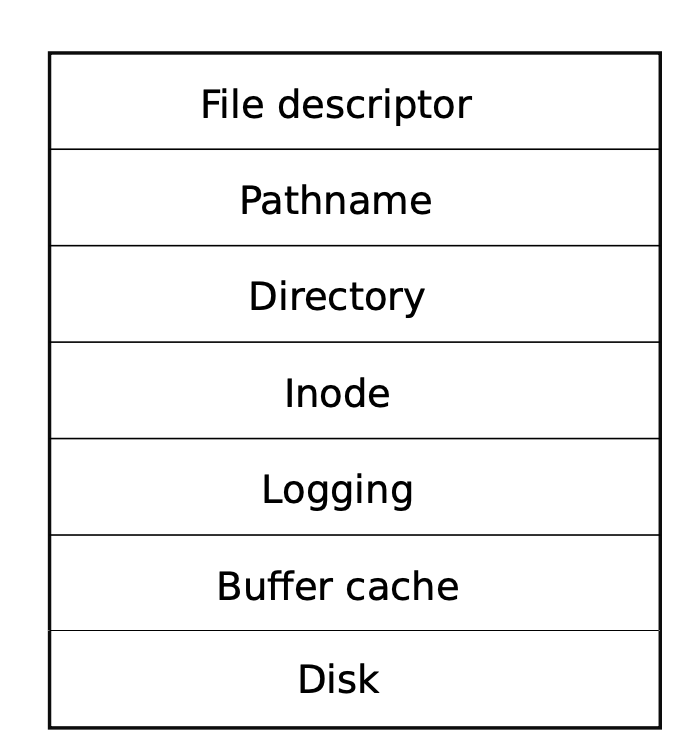 File descriptor
Pathname
Directory
Inode
Logging
Buffer cache
Disk